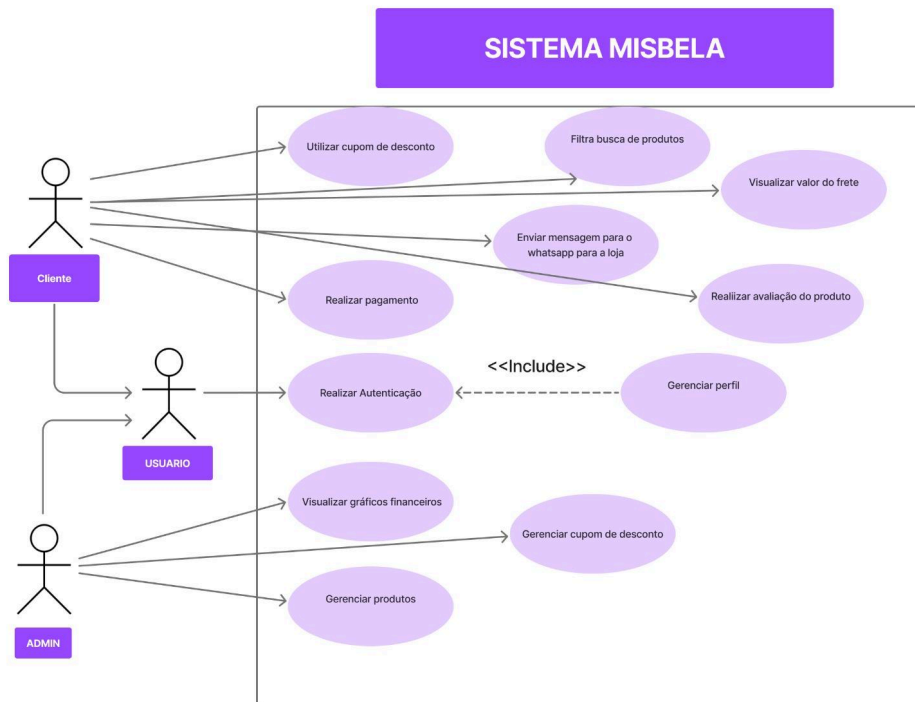 SISTEMA MISBELA
Utilizar cupom de desconto
Filtra busca de produtos
Visualizar valor do frete
Enviar mensagem para o
whatsapp para a loja
Cliente
Realizar pagamento
Realiizar avaliação do produto
<<Include>>
Realizar Autenticação
Gerenciar perfil
USUARIO
Visualizar gráficos financeiros
Gerenciar cupom de desconto
Gerenciar produtos
ADMIN